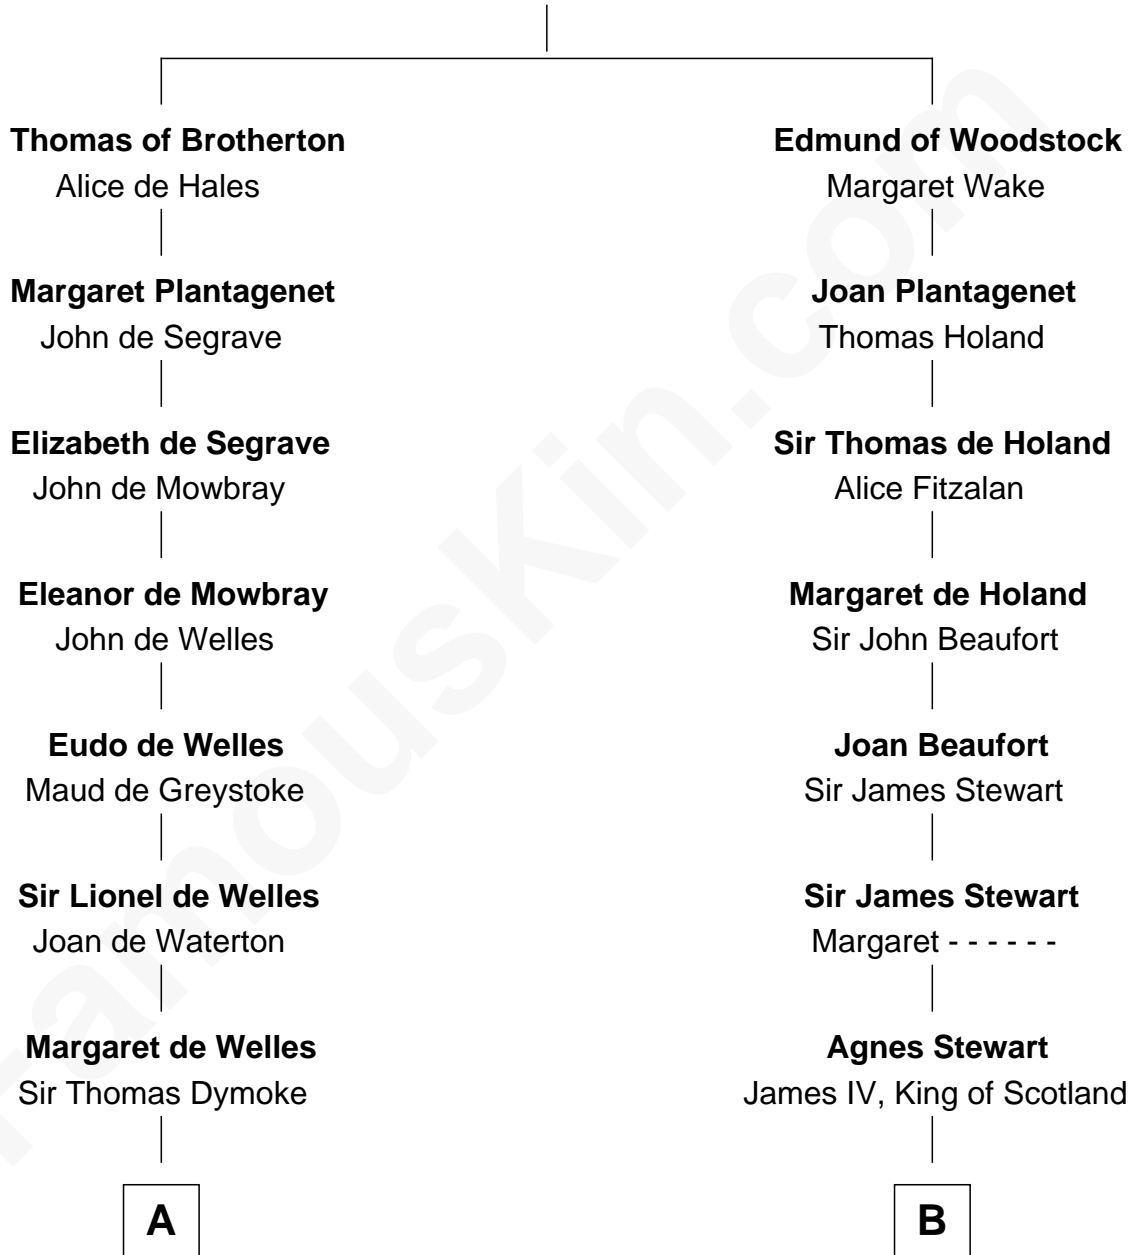 Thomas of Brotherton
Alice de Hales
Margaret Plantagenet
John de Segrave
Elizabeth de Segrave
John de Mowbray
Eleanor de Mowbray
John de Welles
Eudo de Welles
Maud de Greystoke
Sir Lionel de Welles
Joan de Waterton
Margaret de Welles
Sir Thomas Dymoke
A
Edmund of Woodstock
Margaret Wake
Joan Plantagenet
Thomas Holand
Sir Thomas de Holand
Alice Fitzalan
Margaret de Holand
Sir John Beaufort
Joan Beaufort
Sir James Stewart
Sir James Stewart
Margaret - - - - - -
Agnes Stewart
James IV, King of Scotland
B
FamousKin.com